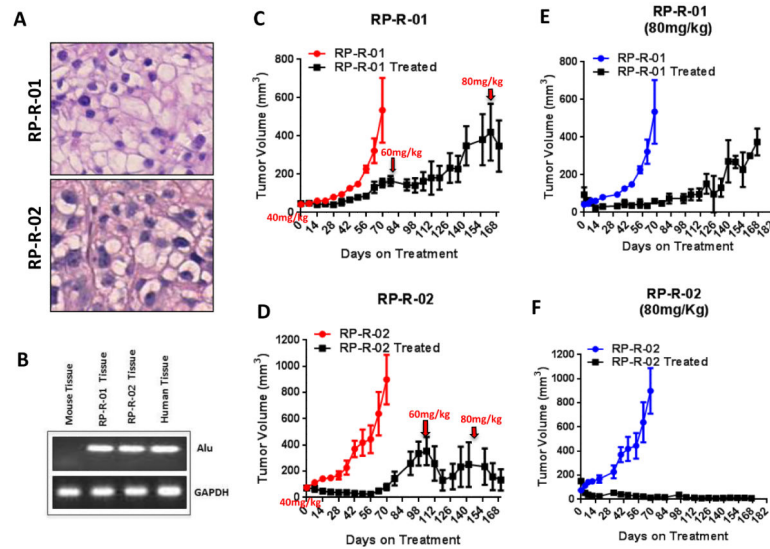 A
RP-R-01
RP-R-02
B
Mouse Tissue
RP-R-01 Tissue
RP-R-02 Tissue
Human Tissue
Alu
GAPDH
C
RP-R-01
RP-R-01
RP-R-01 Treated
80mg/kg
60mg/kg
40mg/kg
Tumor Volume (mm³)
800
600
400
200
0
0 14 28 42 56 70 84 98 112 126 140 154 168
Days on Treatment
D
RP-R-02
RP-R-02
RP-R-02 Treated
60mg/kg
80mg/kg
40mg/kg
Tumor Volume (mm³)
1200
1000
800
600
400
200
0
0 14 28 42 56 70 84 98 112 126 140 154 168
Days on Treatment
E
RP-R-01
(80mg/kg)
RP-R-01
RP-R-01 Treated
Tumor Volume (mm³)
800
600
400
200
0
0 14 28 42 56 70 84 98 112 126 140 154 168 182
Days on Treatment
F
RP-R-02
(80mg/Kg)
RP-R-02
RP-R-02 Treated
Tumor Volume (mm³)
1200
1000
800
600
400
200
0
0 14 28 42 56 70 84 98 112 126 140 154 168 182
Days on Treatment